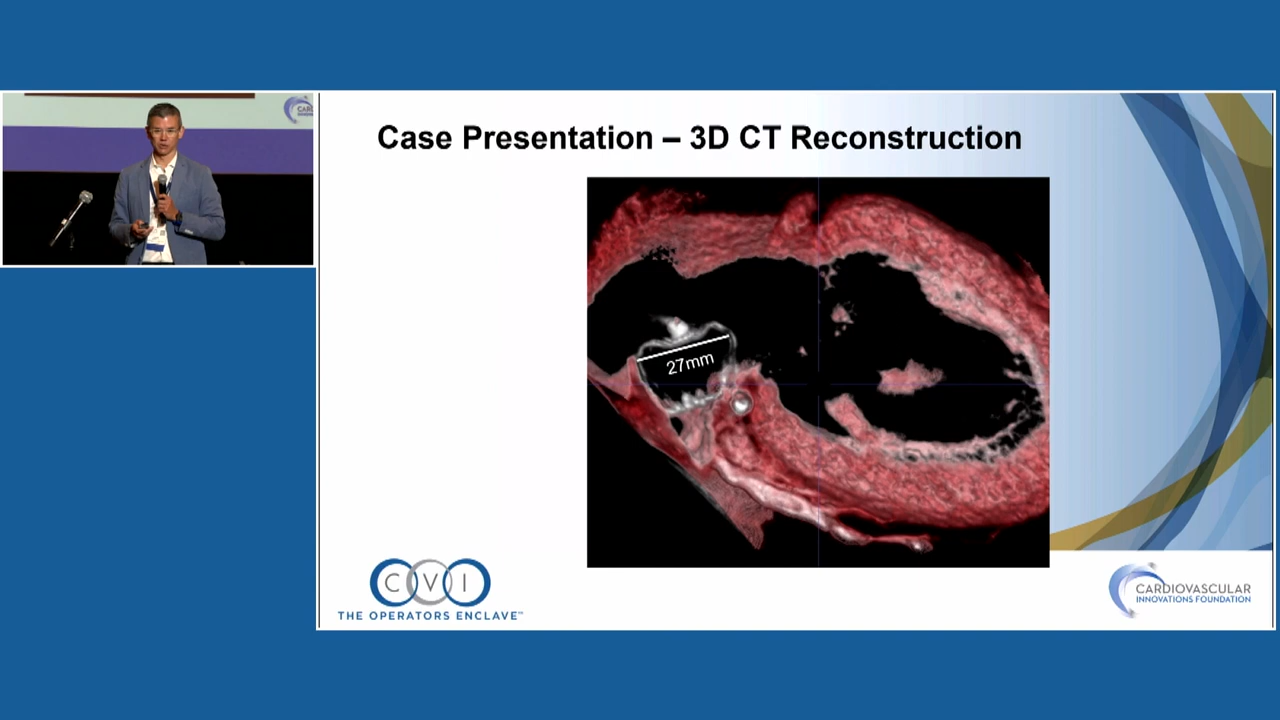 Case Presentation – 3D CT Reconstruction
27mm
CVI
THE OPERATORS ENCLAVE™
CARDIOVASCULAR
INNOVATIONS FOUNDATION